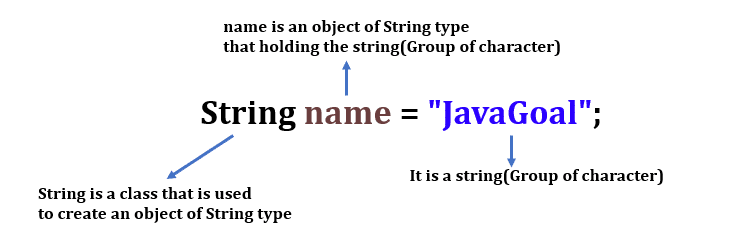 name is an object of String type
that holding the string(Group of character)
String name = "JavaGoal";
It is a string(Group of character)
String is a class that is used
to create an object of String type